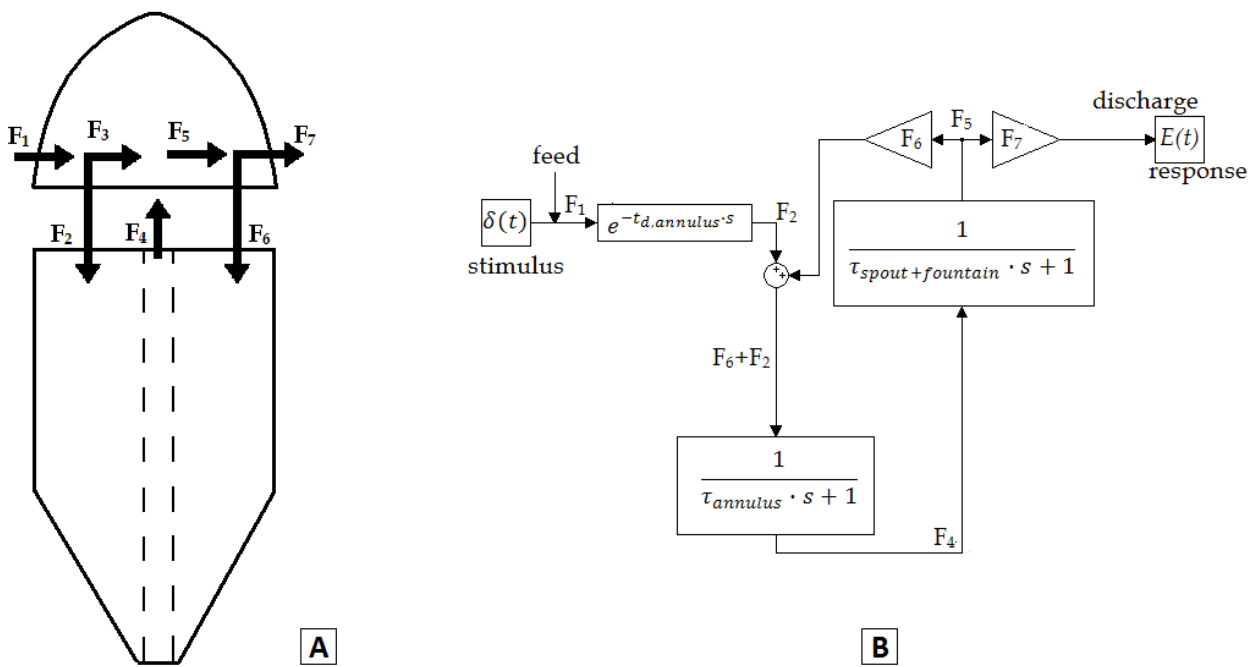 F₁
F₃
F₅
F₇
F₂
F₄
F₆
A
δ(t)
stimulus
feed
F₁
e^{-t_{d,annulus}·s}
F₂
F₆
F₅
F₇
discharge
E(t)
response
1
τ_{spout+fountain} · s + 1
F₆+F₂
1
τ_{annulus} · s + 1
F₄
++
B